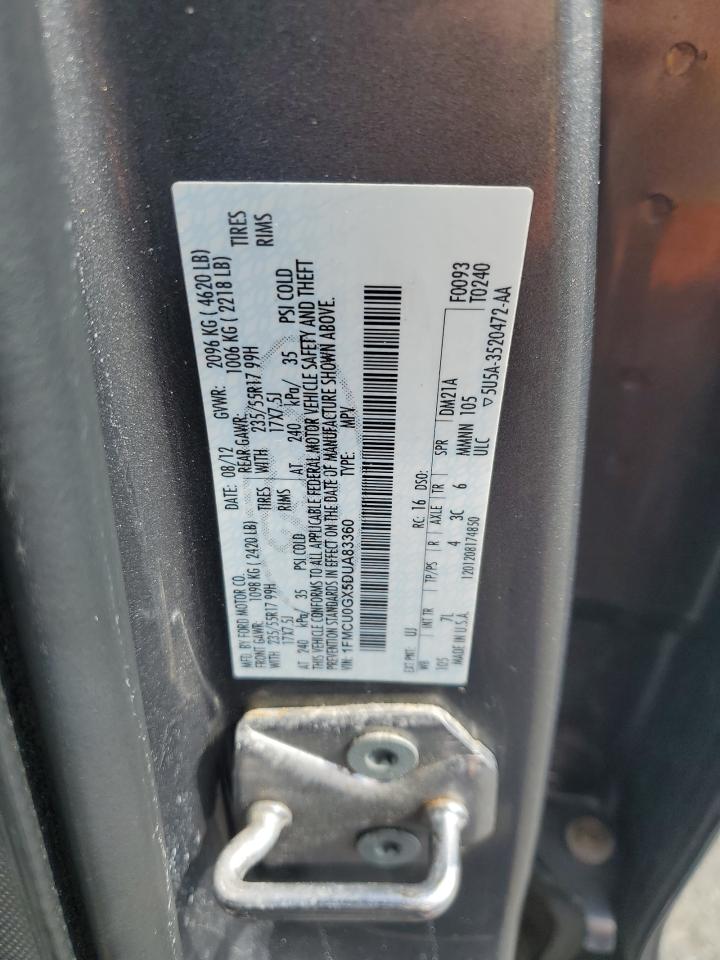 MFD. BY FORD MOTOR CO.
DATE: 08/12 GVWR: 2096 KG ( 4620 LB)
FRONT GAWR: 1098 KG ( 2420 LB) REAR GAWR: 1006 KG ( 2218 LB)
WITH 235/55R17 99H TIRES WITH 235/55R17 99H TIRES
17X7.5J RIMS 17X7.5J RIMS
AT 240 kPa/ 35 PSI COLD AT 240 kPa/ 35 PSI COLD
THIS VEHICLE CONFORMS TO ALL APPLICABLE FEDERAL MOTOR VEHICLE SAFETY AND THEFT
PREVENTION STANDARDS IN EFFECT ON THE DATE OF MANUFACTURE SHOWN ABOVE.
VIN: 1FMCU0GX5DUA83360 TYPE: MPV
F0093
T0240
EXT PNT: UJ RC: 16 DSO:
WB INT TR TP/PS R AXLE TR SPR DM21A
105 7L 4 3C 6 MMNN 105
MADE IN U.S.A. 1201208174850 ULC
▽5U5A-3520472-AA